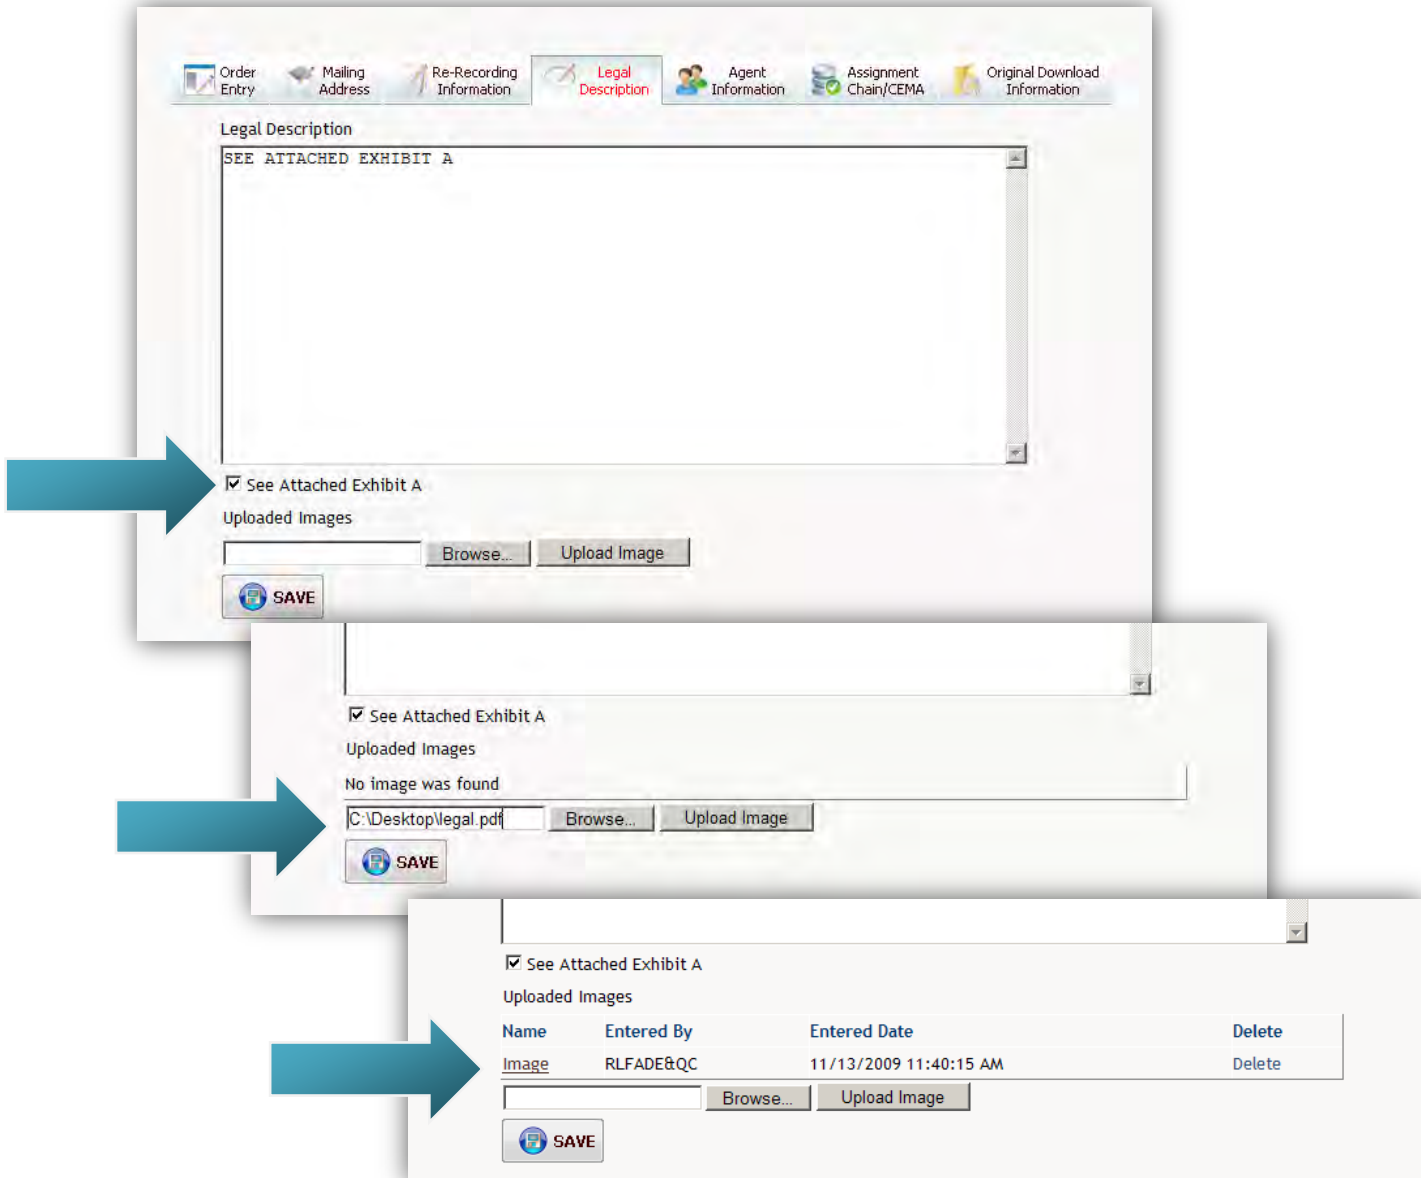 Order Entry
Mailing Address
Re-Recording Information
Legal Description
Agent Information
Assignment Chain/CEMA
Original Download Information
Legal Description
SEE ATTACHED EXHIBIT A
See Attached Exhibit A
Uploaded Images
Browse... Upload Image
SAVE
See Attached Exhibit A
Uploaded Images
No image was found
C:\Desktop\legal.pdf Browse... Upload Image
SAVE
See Attached Exhibit A
Uploaded Images
Name Entered By Entered Date Delete
Image RLFADE&QC 11/13/2009 11:40:15 AM Delete
Browse... Upload Image
SAVE